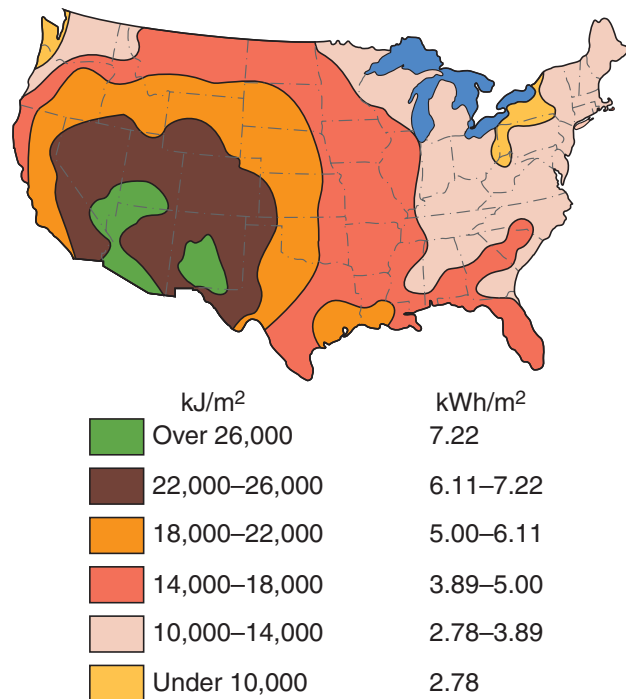 kJ/m² kWh/m²
Over 26,000 7.22
22,000–26,000 6.11–7.22
18,000–22,000 5.00–6.11
14,000–18,000 3.89–5.00
10,000–14,000 2.78–3.89
Under 10,000 2.78